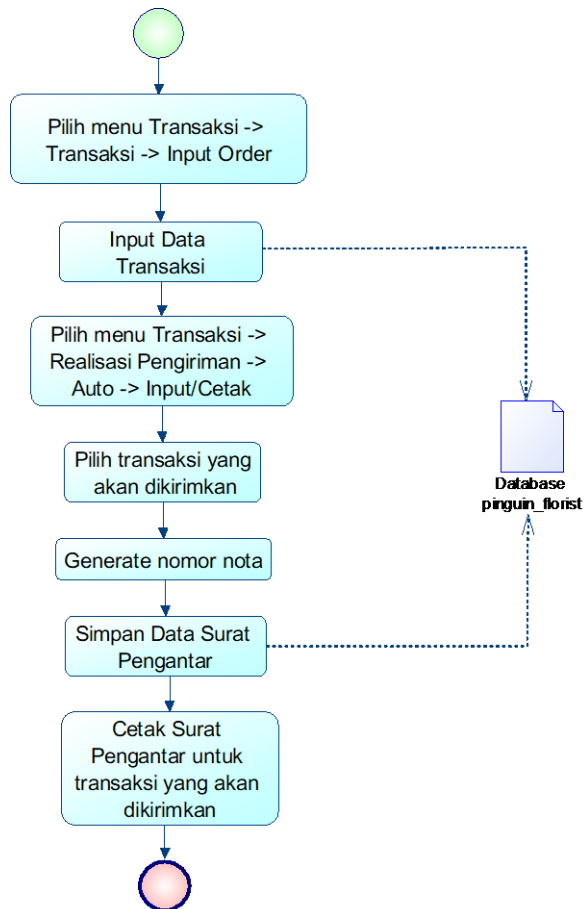 Pilih menu Transaksi ->
Transaksi -> Input Order
Input Data
Transaksi
Pilih menu Transaksi ->
Realisasi Pengiriman ->
Auto -> Input/Cetak
Pilih transaksi yang
akan dikirimkan
Database
pinguin_florist
Generate nomor nota
Simpan Data Surat
Pengantar
Cetak Surat
Pengantar untuk
transaksi yang akan
dikirimkan